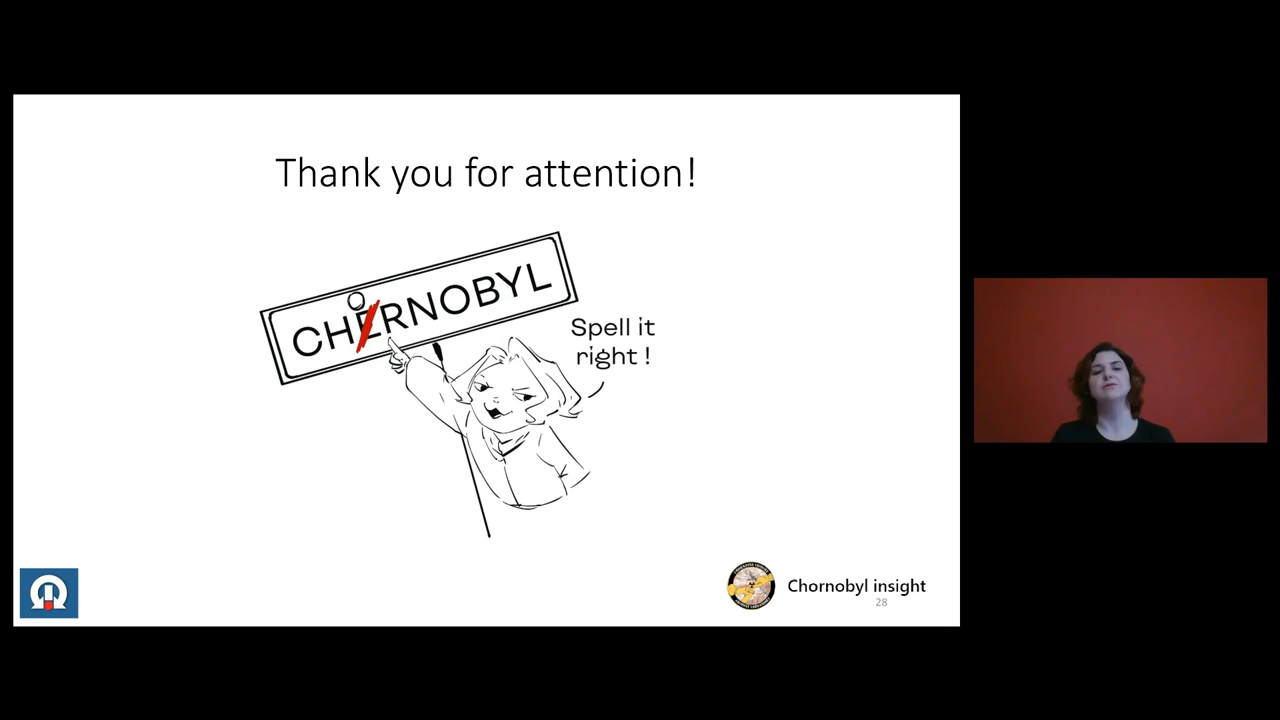 Thank you for attention!
O
CHERNOBYL
Spell it
right !
Chornobyl insight
28